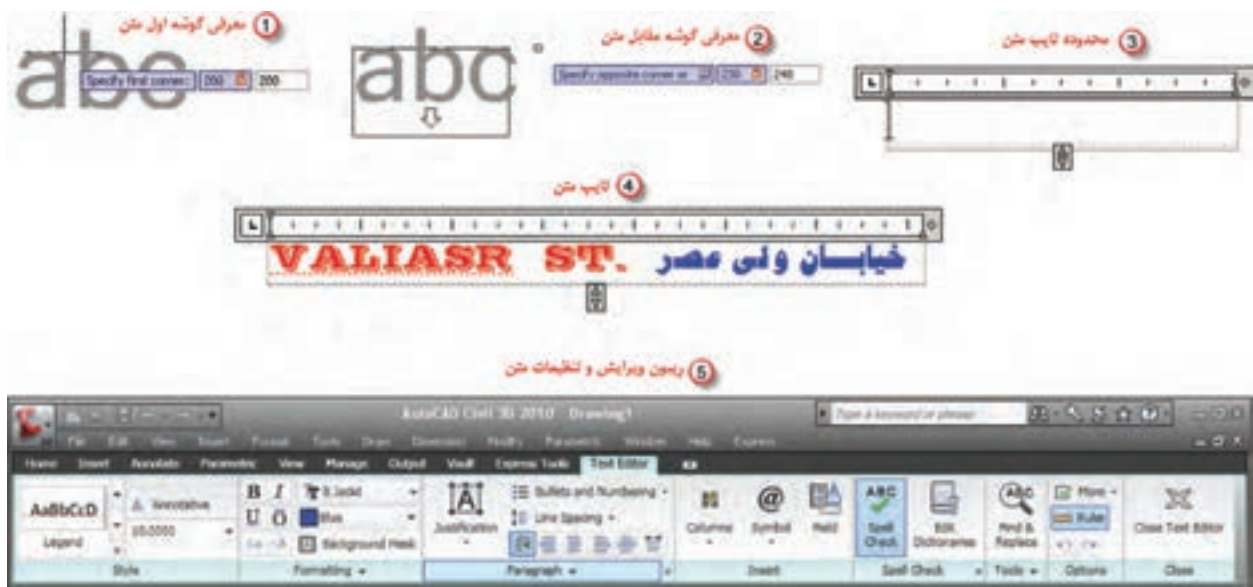 1 معرفی گوشه اول متن
abc
Specify first corner: 200 200
2 معرفی گوشه مقابل متن
abc
Specify opposite corner or 230 240
3 محدوده تایپ متن
4 تایپ متن
VALIASR ST. خیابان ولی عصر
5 ریبون ویرایش و تنظیمات متن
AutoCAD Civil 3D 2010 Drawing1 Type a keyword or phrase
File Edit View Insert Format Tools Draw Dimension Modify Parametric Window Help Express
Home Insert Annotate Parametric View Manage Output Vault Express Tools Text Editor
AaBbCcD Annotative B I Blue Bullets and Numbering ABC ABC More
Legend U O Justification Line Spacing Columns @ Symbol Field Spell Check Edit Dictionaries Find & Replace Ruler Close Text Editor
Background Mask
Style Formatting Paragraph Insert Spell Check Tools Options Close